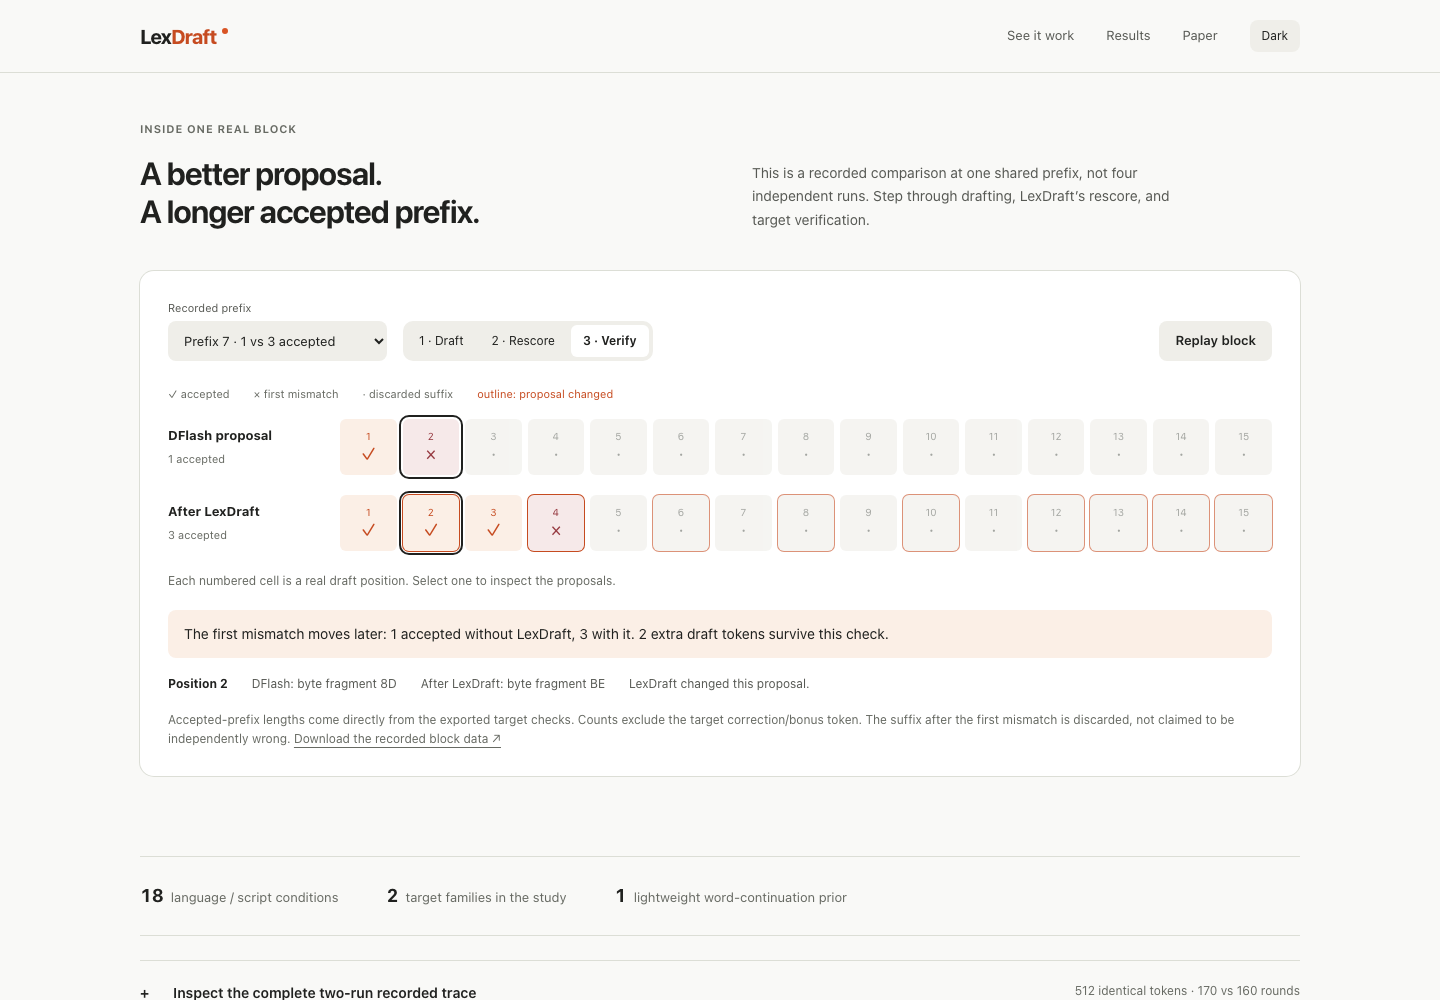 LexDraft
See it work Results Paper Dark
INSIDE ONE REAL BLOCK
A better proposal.
A longer accepted prefix.
This is a recorded comparison at one shared prefix, not four
independent runs. Step through drafting, LexDraft's rescore, and
target verification.
Recorded prefix
Prefix 7 · 1 vs 3 accepted
1 · Draft 2 · Rescore 3 · Verify
Replay block
✓ accepted × first mismatch · discarded suffix outline: proposal changed
DFlash proposal
1 accepted
1 2 3 4 5 6 7 8 9 10 11 12 13 14 15
✓ × · · · · · · · · · · · · ·
After LexDraft
3 accepted
1 2 3 4 5 6 7 8 9 10 11 12 13 14 15
✓ ✓ ✓ × · · · · · · · · · · ·
Each numbered cell is a real draft position. Select one to inspect the proposals.
The first mismatch moves later: 1 accepted without LexDraft, 3 with it. 2 extra draft tokens survive this check.
Position 2 DFlash: byte fragment 8D After LexDraft: byte fragment BE LexDraft changed this proposal.
Accepted-prefix lengths come directly from the exported target checks. Counts exclude the target correction/bonus token. The suffix after the first mismatch is discarded, not claimed to be
independently wrong. Download the recorded block data ↗
18 language / script conditions 2 target families in the study 1 lightweight word-continuation prior
+ Inspect the complete two-run recorded trace 512 identical tokens · 170 vs 160 rounds